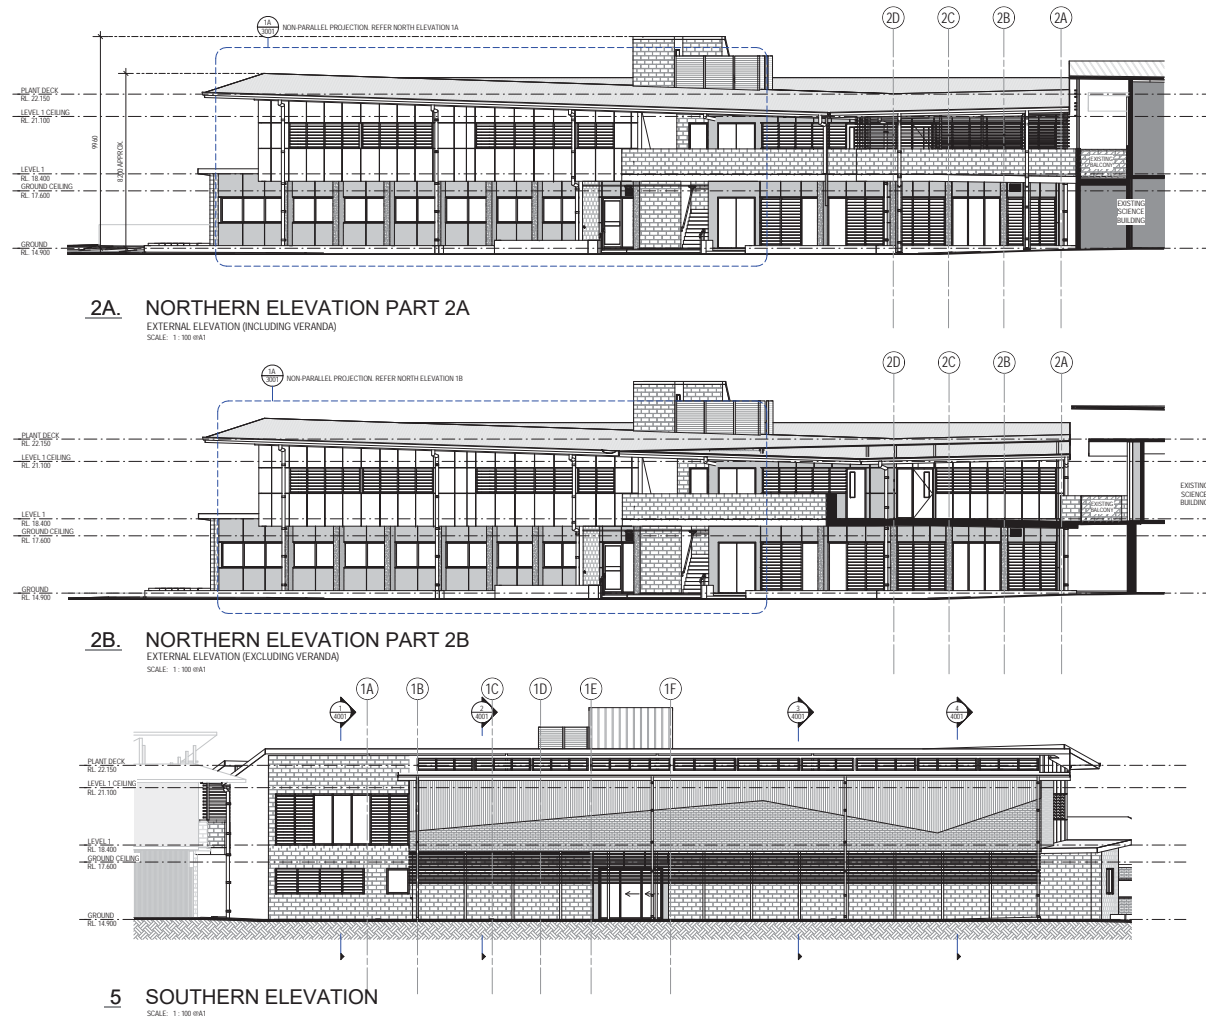 1A
3001
NON-PARALLEL PROJECTION. REFER NORTH ELEVATION 1A
2D
2C
2B
2A
PLANT DECK
RL. 22.150
LEVEL 1 CEILING
RL. 21.100
9960
8200 APPROX
LEVEL 1
RL. 18.400
GROUND CEILING
RL. 17.600
EXISTING
BALCONY
EXISTING
SCIENCE
BUILDING
GROUND
RL. 14.900
2A. NORTHERN ELEVATION PART 2A
EXTERNAL ELEVATION (INCLUDING VERANDA)
SCALE: 1 : 100 @A1
1A
3001
NON-PARALLEL PROJECTION. REFER NORTH ELEVATION 1B
2D
2C
2B
2A
PLANT DECK
RL. 22.150
LEVEL 1 CEILING
RL. 21.100
LEVEL 1
RL. 18.400
GROUND CEILING
RL. 17.600
EXISTING
BALCONY
EXISTING
SCIENCE
BUILDING
GROUND
RL. 14.900
2B. NORTHERN ELEVATION PART 2B
EXTERNAL ELEVATION (EXCLUDING VERANDA)
SCALE: 1 : 100 @A1
1A
1B
1C
1D
1E
1F
1
4001
2
4001
3
4001
4
4001
PLANT DECK
RL. 22.150
LEVEL 1 CEILING
RL. 21.100
LEVEL 1
RL. 18.400
GROUND CEILING
RL. 17.600
GROUND
RL. 14.900
5 SOUTHERN ELEVATION
SCALE: 1 : 100 @A1